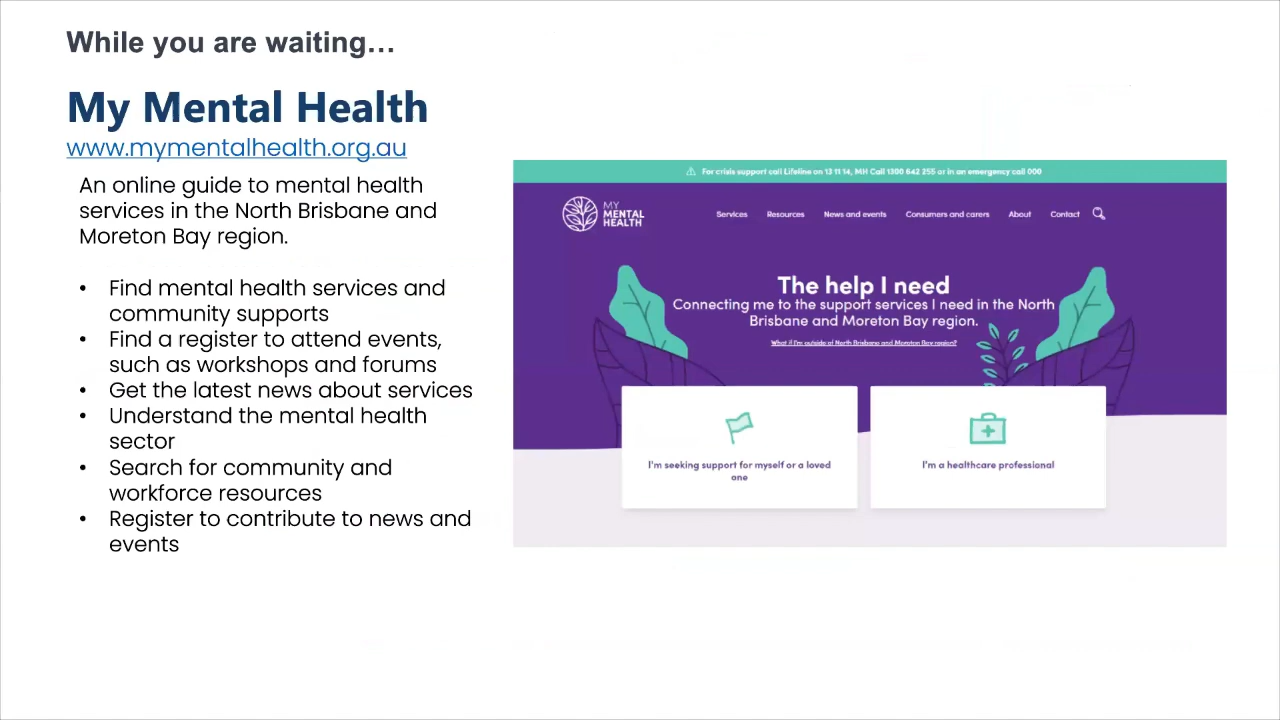 While you are waiting…
My Mental Health
www.mymentalhealth.org.au
An online guide to mental health
services in the North Brisbane and
Moreton Bay region.
• Find mental health services and
community supports
• Find a register to attend events,
such as workshops and forums
• Get the latest news about services
• Understand the mental health
sector
• Search for community and
workforce resources
• Register to contribute to news and
events
For crisis support call Lifeline on 13 11 14, MH Call 1300 642 255 or in an emergency call 000
MY
MENTAL
HEALTH
Services Resources News and events Consumers and carers About Contact
The help I need
Connecting me to the support services I need in the North
Brisbane and Moreton Bay region.
What if I'm outside of North Brisbane and Moreton Bay region?
I'm seeking support for myself or a loved
one
I'm a healthcare professional